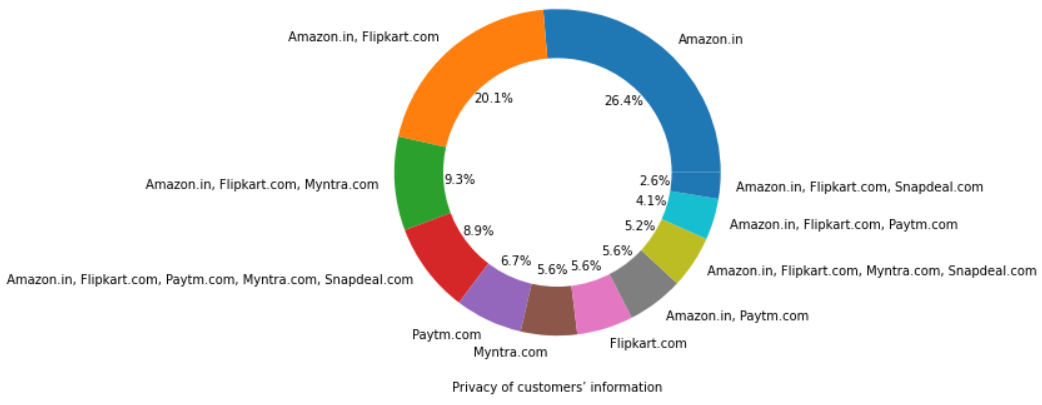 Amazon.in, Flipkart.com
Amazon.in
20.1%
26.4%
Amazon.in, Flipkart.com, Myntra.com
9.3%
2.6%
Amazon.in, Flipkart.com, Snapdeal.com
4.1%
Amazon.in, Flipkart.com, Paytm.com
8.9%
5.2%
6.7%
5.6%
5.6%
5.6%
Amazon.in, Flipkart.com, Myntra.com, Snapdeal.com
Amazon.in, Flipkart.com, Paytm.com, Myntra.com, Snapdeal.com
Amazon.in, Paytm.com
Paytm.com
Flipkart.com
Myntra.com
Privacy of customers’ information